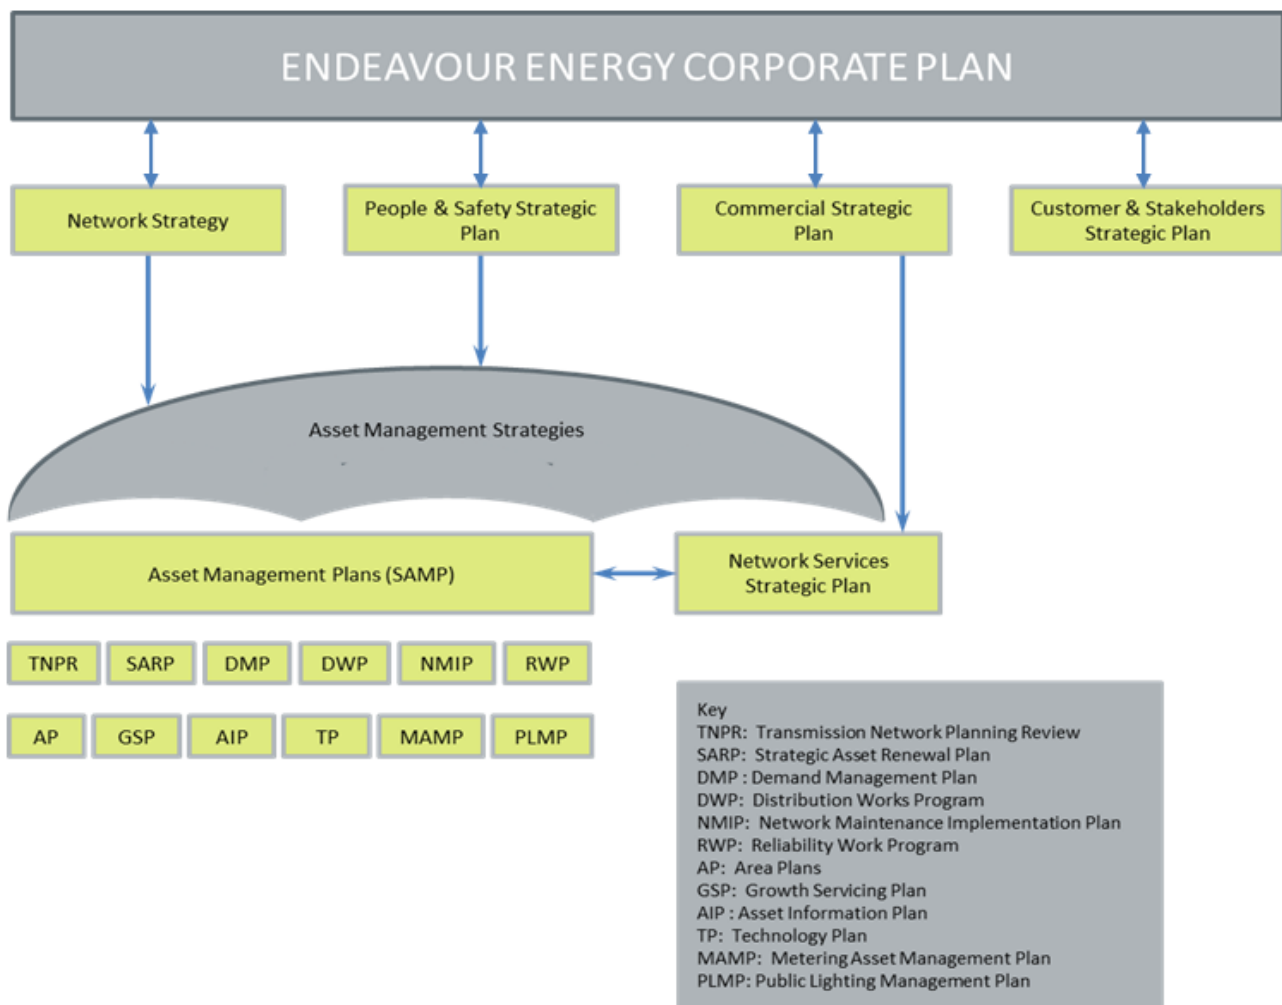 ENDEAVOUR ENERGY CORPORATE PLAN
Network Strategy
People & Safety Strategic
Plan
Commercial Strategic
Plan
Customer & Stakeholders
Strategic Plan
Asset Management Strategies
Asset Management Plans (SAMP)
Network Services
Strategic Plan
TNPR
SARP
DMP
DWP
NMIP
RWP
AP
GSP
AIP
TP
MAMP
PLMP
Key
TNPR: Transmission Network Planning Review
SARP: Strategic Asset Renewal Plan
DMP : Demand Management Plan
DWP: Distribution Works Program
NMIP: Network Maintenance Implementation Plan
RWP: Reliability Work Program
AP: Area Plans
GSP: Growth Servicing Plan
AIP : Asset Information Plan
TP: Technology Plan
MAMP: Metering Asset Management Plan
PLMP: Public Lighting Management Plan